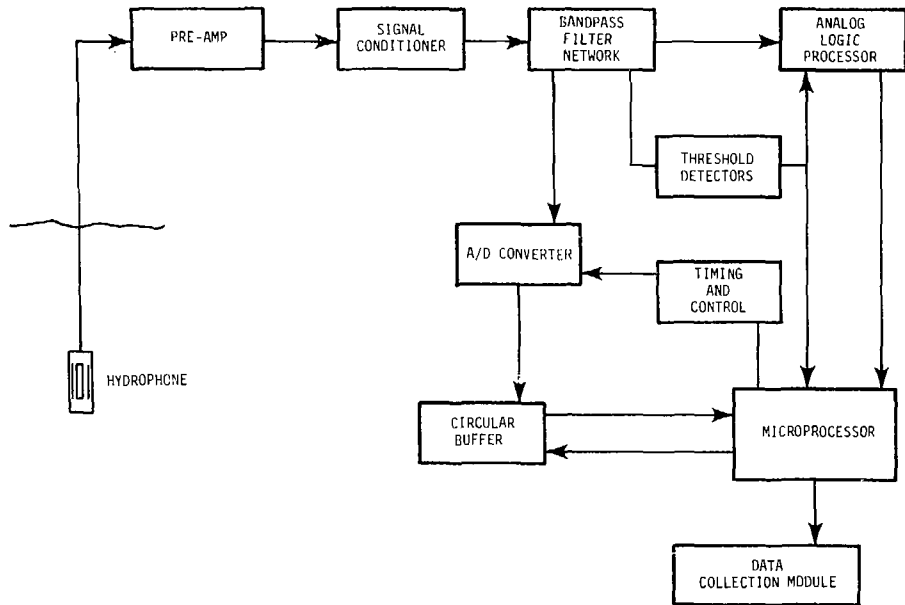 PRE-AMP
SIGNAL
CONDITIONER
BANDPASS
FILTER
NETWORK
ANALOG
LOGIC
PROCESSOR
THRESHOLD
DETECTORS
A/D CONVERTER
TIMING
AND
CONTROL
HYDROPHONE
CIRCULAR
BUFFER
MICROPROCESSOR
DATA
COLLECTION MODULE